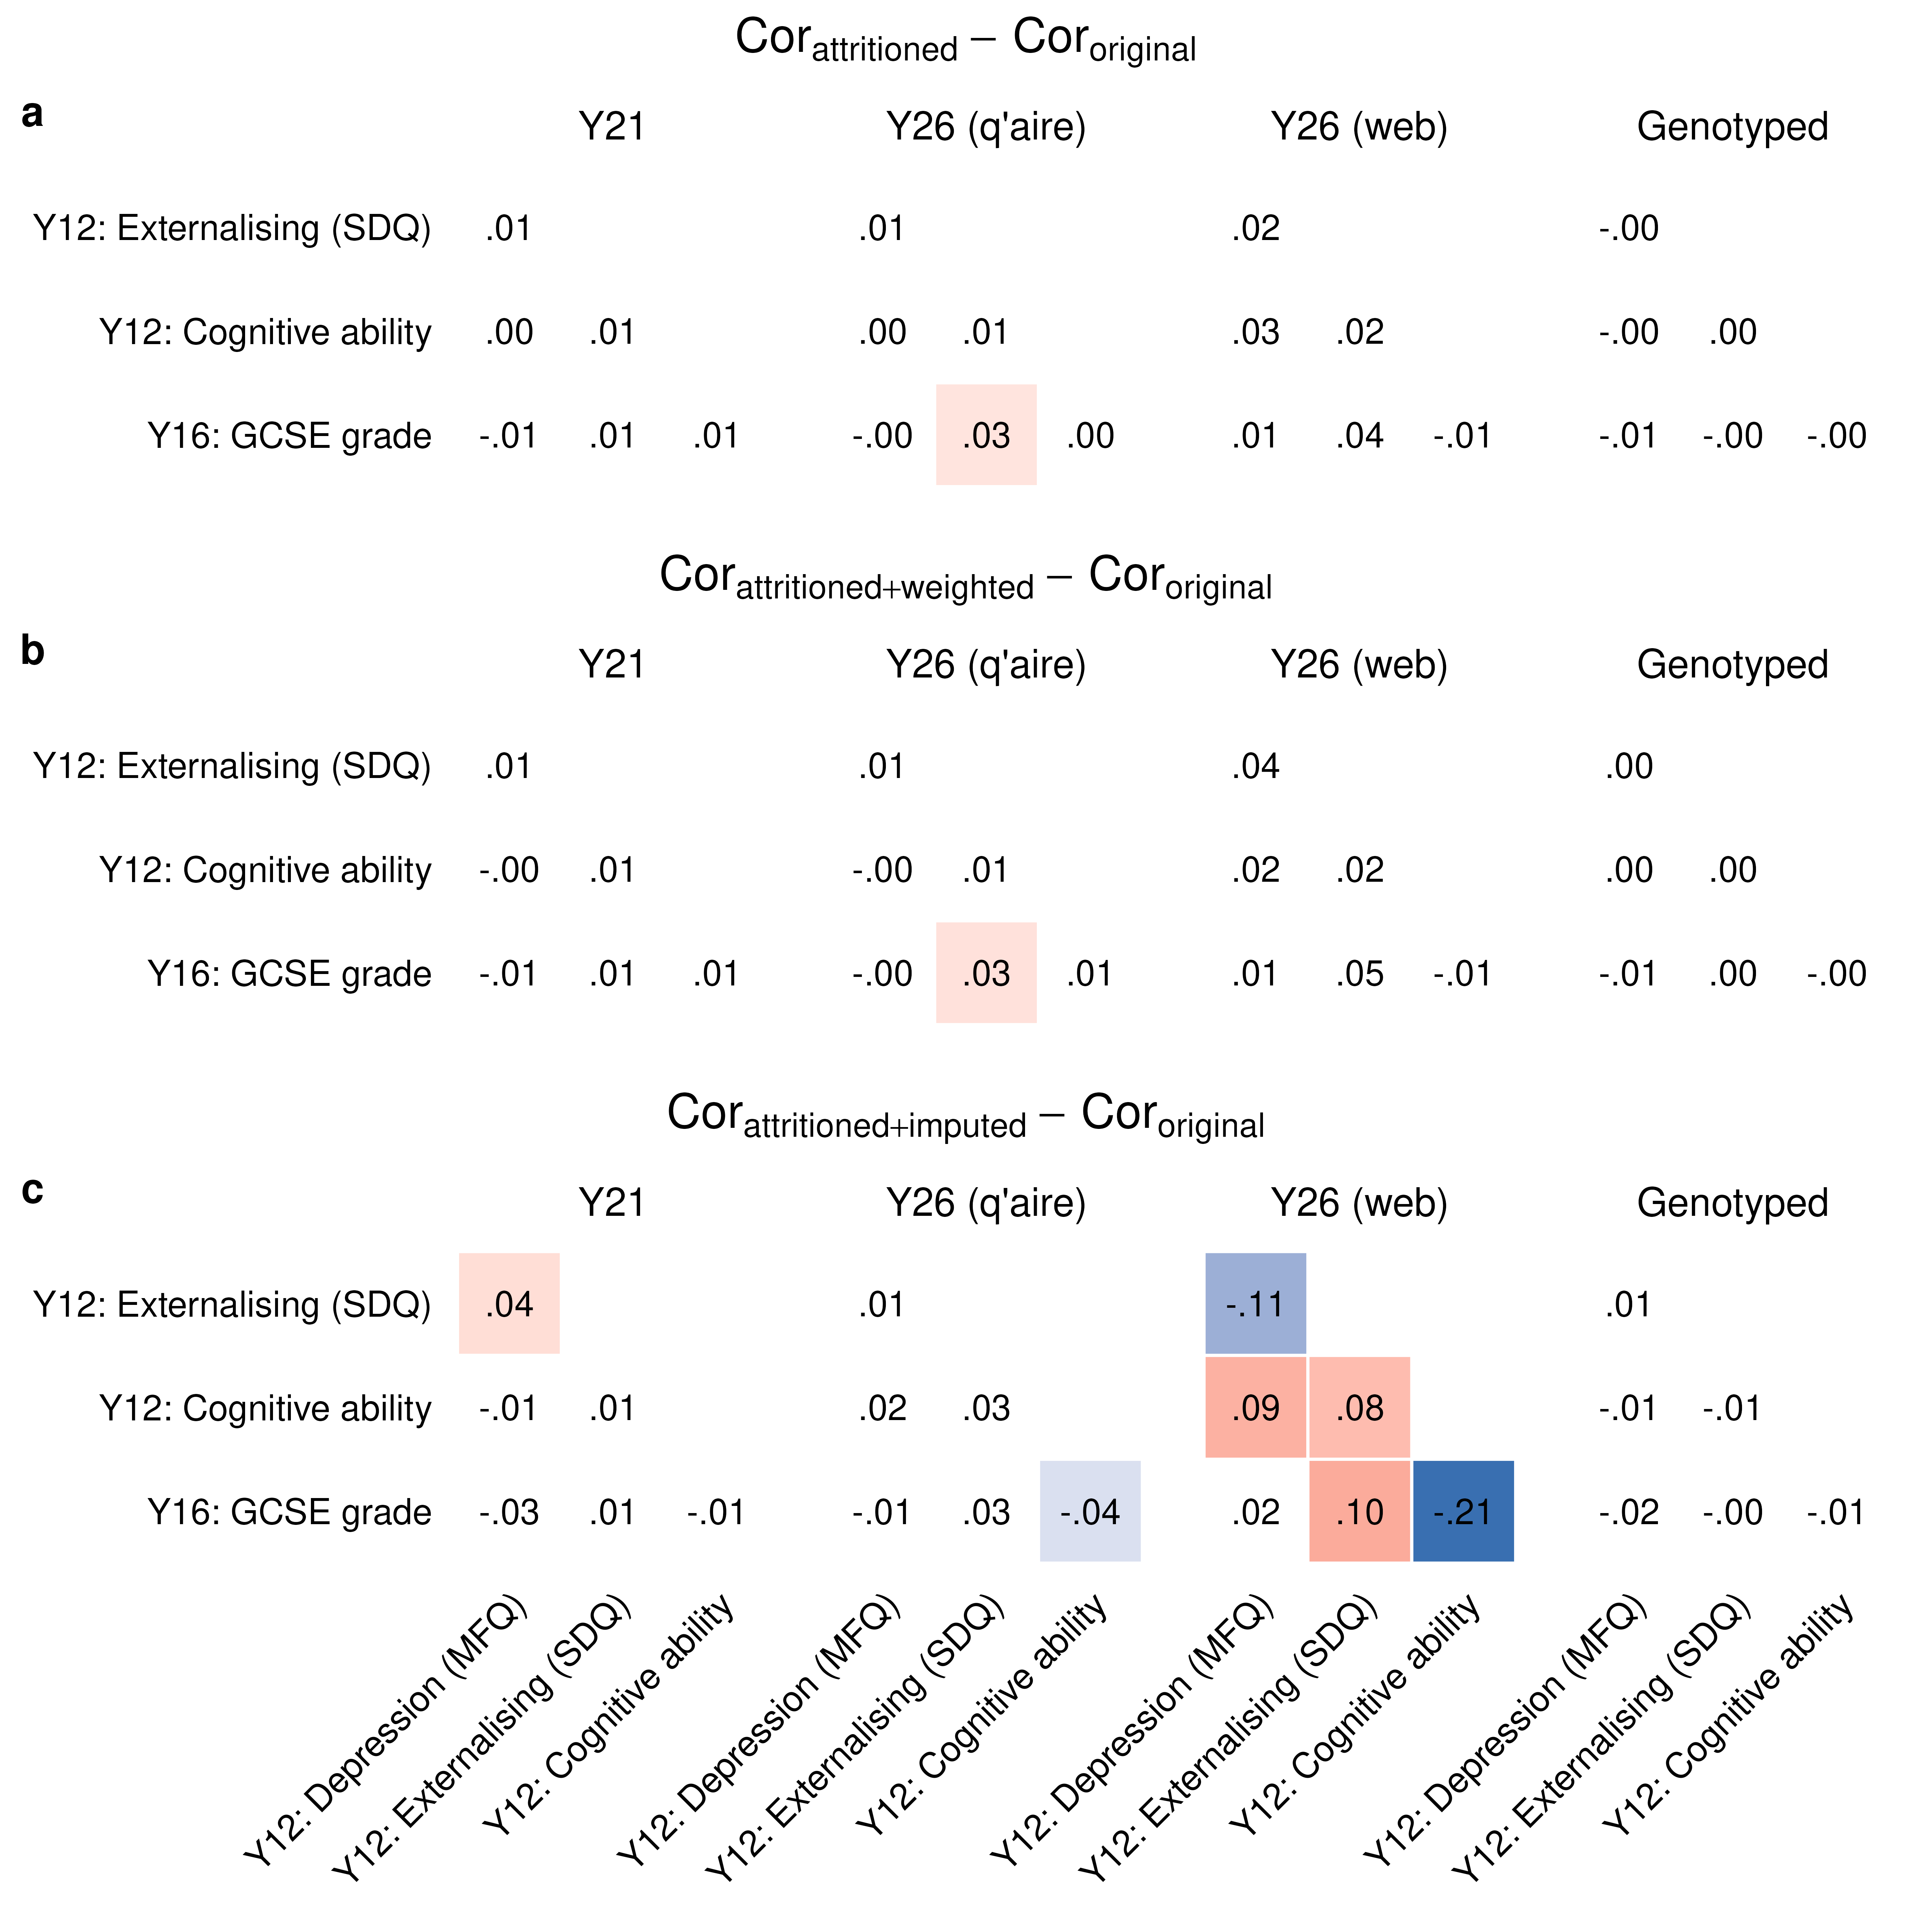 Cor attritioned – Cor original
a
Y21 Y26 (q'aire) Y26 (web) Genotyped
Y12: Externalising (SDQ) .01 .01 .02 -.00
Y12: Cognitive ability .00 .01 .00 .01 .03 .02 -.00 .00
Y16: GCSE grade -.01 .01 .01 -.00 .03 .00 .01 .04 -.01 -.01 -.00 -.00
Cor attritioned+weighted – Cor original
b
Y21 Y26 (q'aire) Y26 (web) Genotyped
Y12: Externalising (SDQ) .01 .01 .04 .00
Y12: Cognitive ability -.00 .01 -.00 .01 .02 .02 .00 .00
Y16: GCSE grade -.01 .01 .01 -.00 .03 .01 .01 .05 -.01 -.01 .00 -.00
Cor attritioned+imputed – Cor original
c
Y21 Y26 (q'aire) Y26 (web) Genotyped
Y12: Externalising (SDQ) .04 .01 -.11 .01
Y12: Cognitive ability -.01 .01 .02 .03 .09 .08 -.01 -.01
Y16: GCSE grade -.03 .01 -.01 -.01 .03 -.04 .02 .10 -.21 -.02 -.00 -.01
Y12: Depression (MFQ)
Y12: Externalising (SDQ)
Y12: Cognitive ability
Y12: Depression (MFQ)
Y12: Externalising (SDQ)
Y12: Cognitive ability
Y12: Depression (MFQ)
Y12: Externalising (SDQ)
Y12: Cognitive ability
Y12: Depression (MFQ)
Y12: Externalising (SDQ)
Y12: Cognitive ability